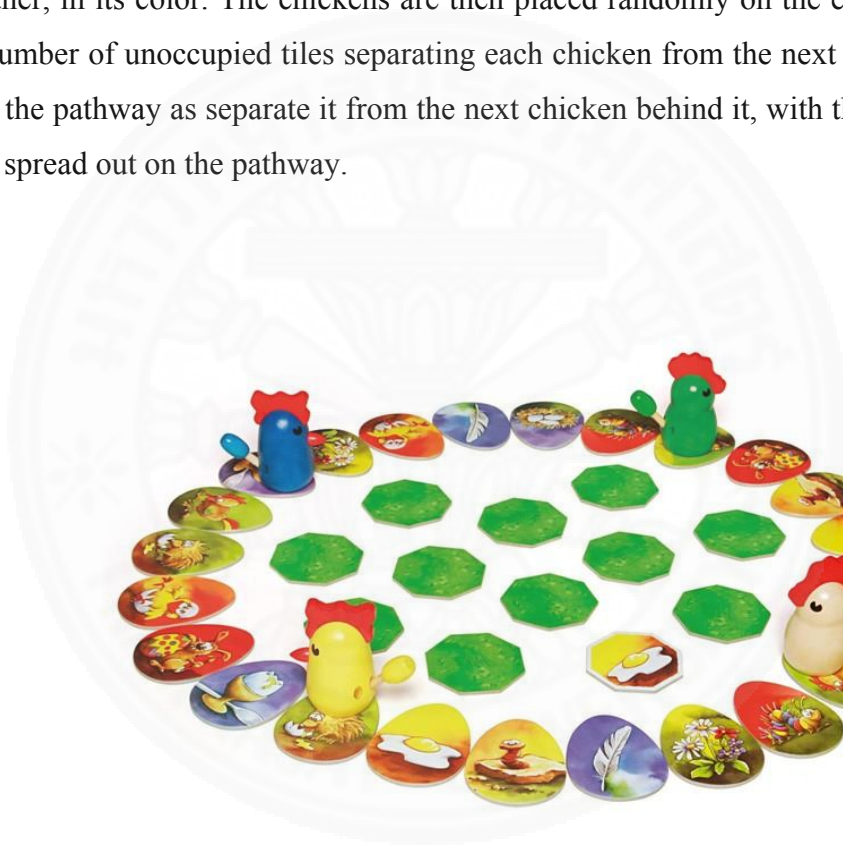 her, in its color. The chickens are then placed randomly on the c
umber of unoccupied tiles separating each chicken from the next
the pathway as separate it from the next chicken behind it, with th
spread out on the pathway.